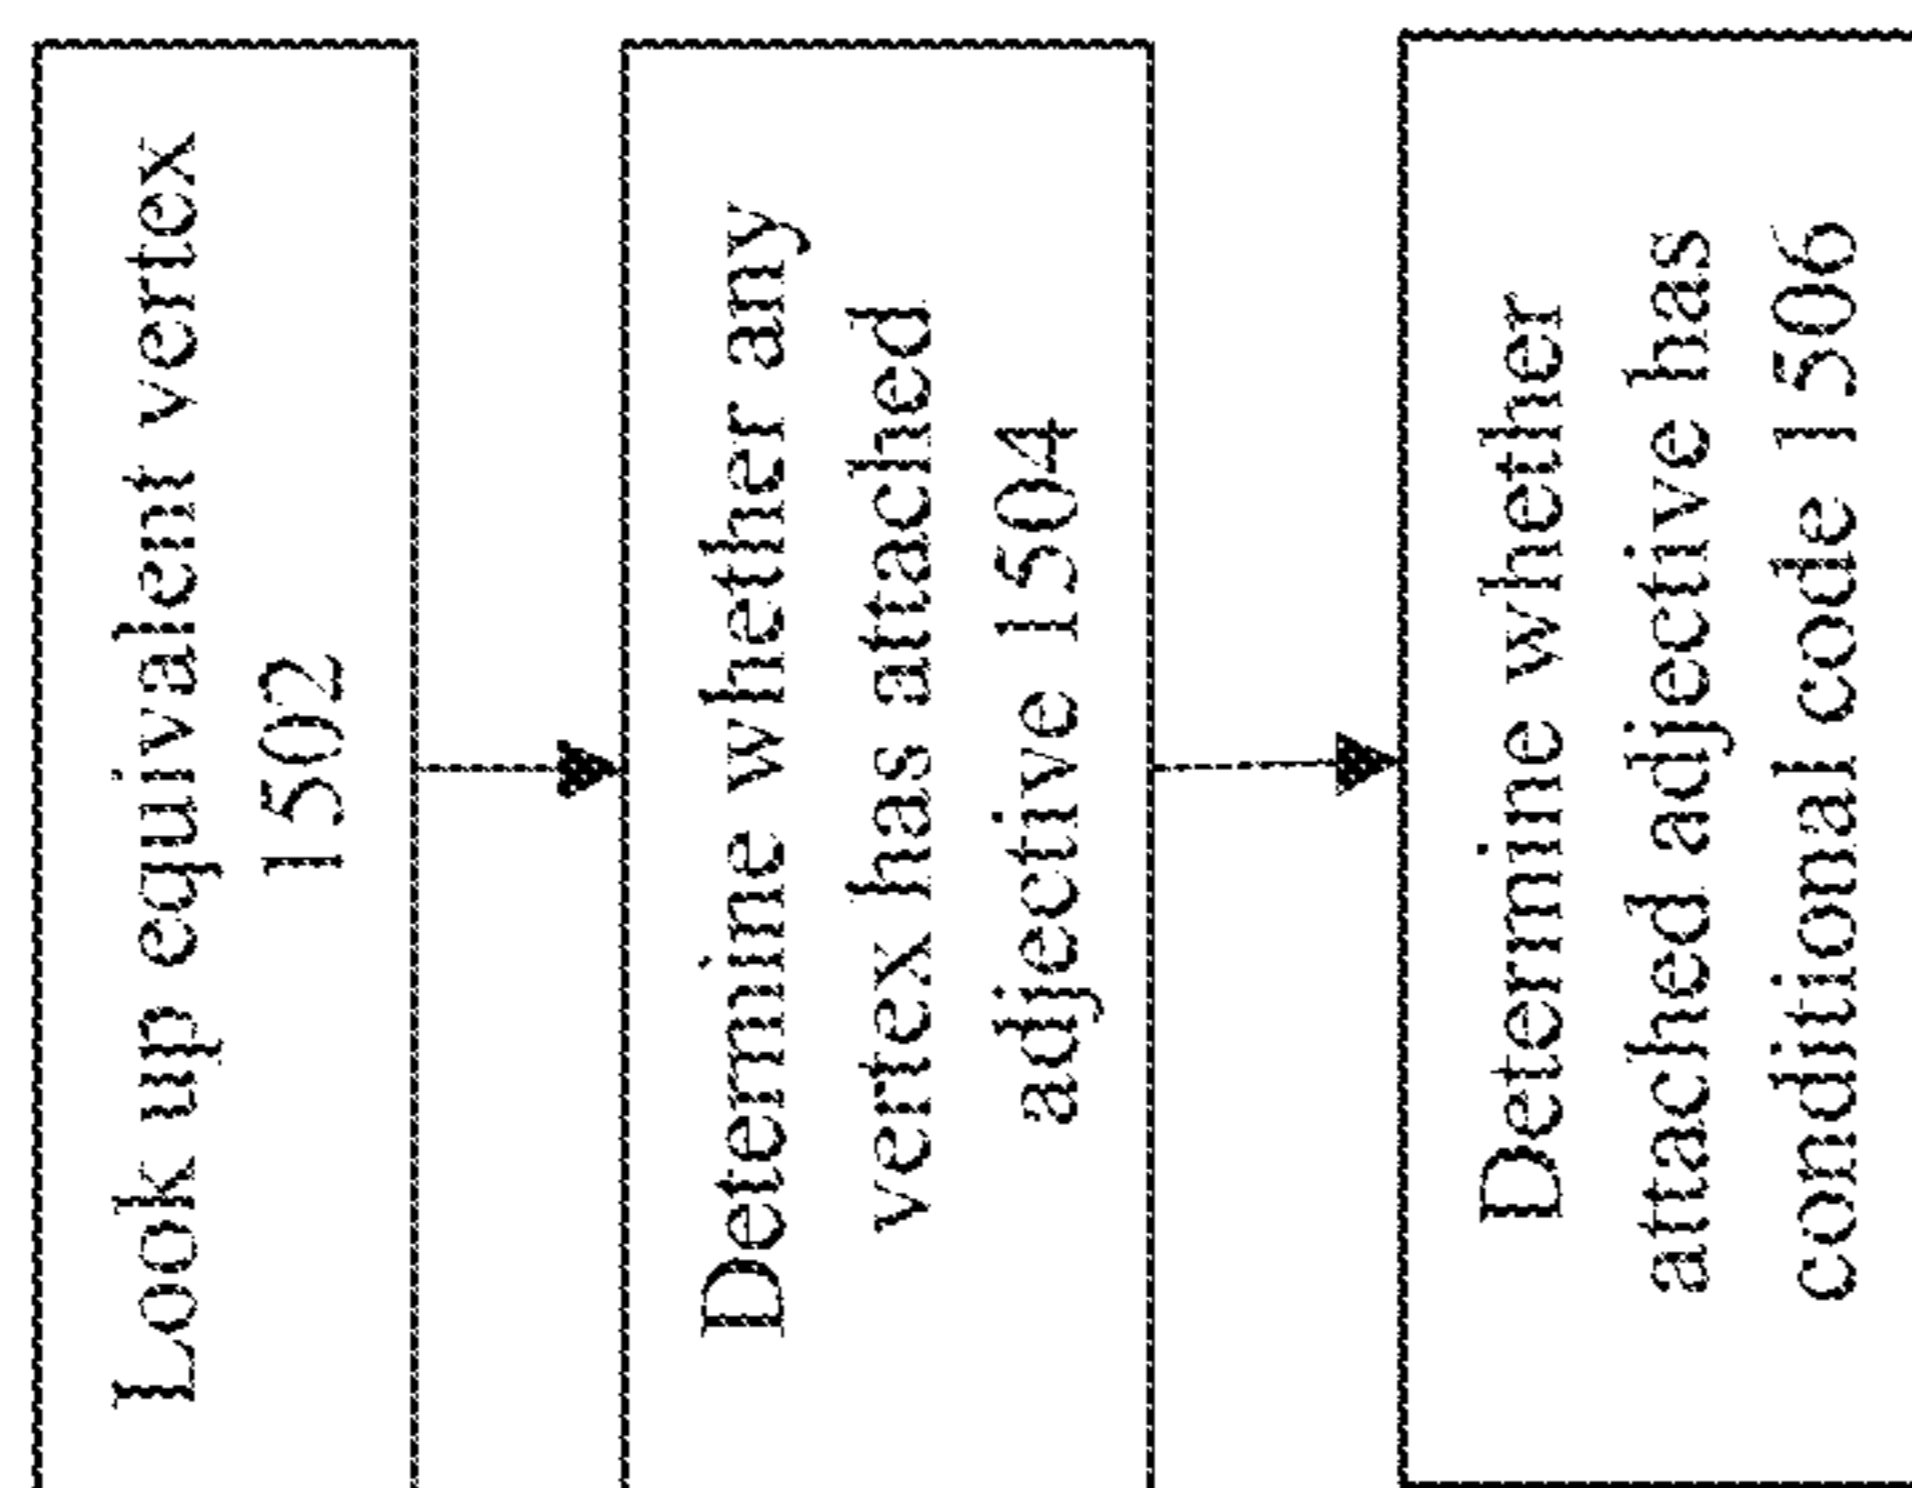 Look up equivalent vertex
1502
Determine whether any
vertex has attached
adjective 1504
Determine whether
attached adjective has
conditional code 1506